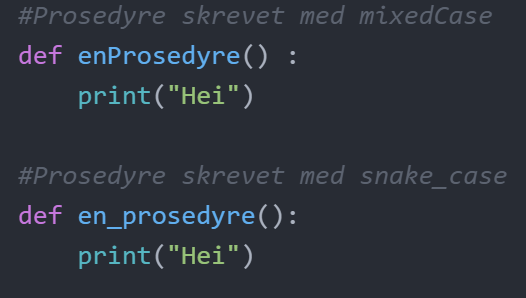 #Prosedyre skrevet med mixedCase
def enProsedyre() :
    print("Hei")
#Prosedyre skrevet med snake_case
def en_prosedyre():
    print("Hei")